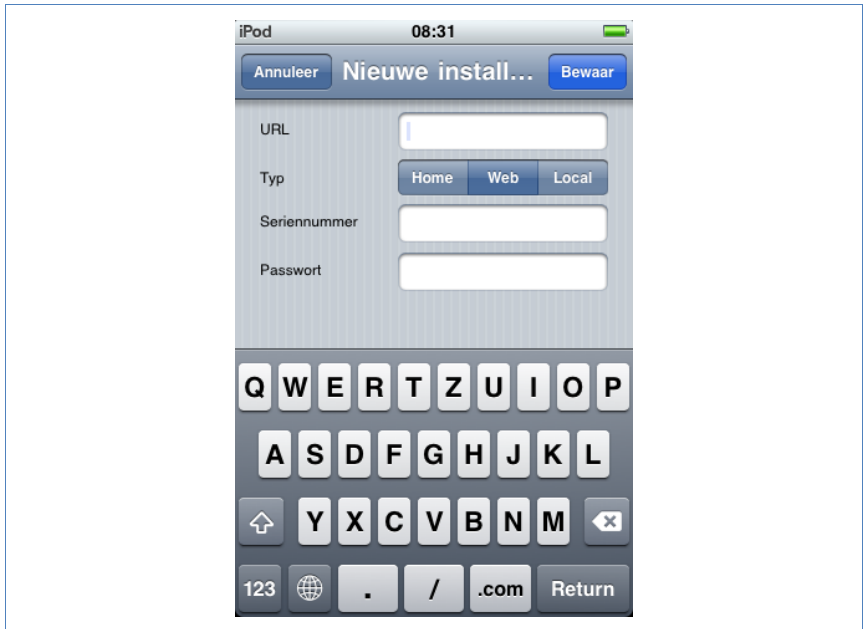 iPod 08:31
Annuleer Nieuwe install... Bewaar
URL
Typ Home Web Local
Seriennummer
Passwort
Q W E R T Z U I O P
A S D F G H J K L
Y X C V B N M
123 . / .com Return